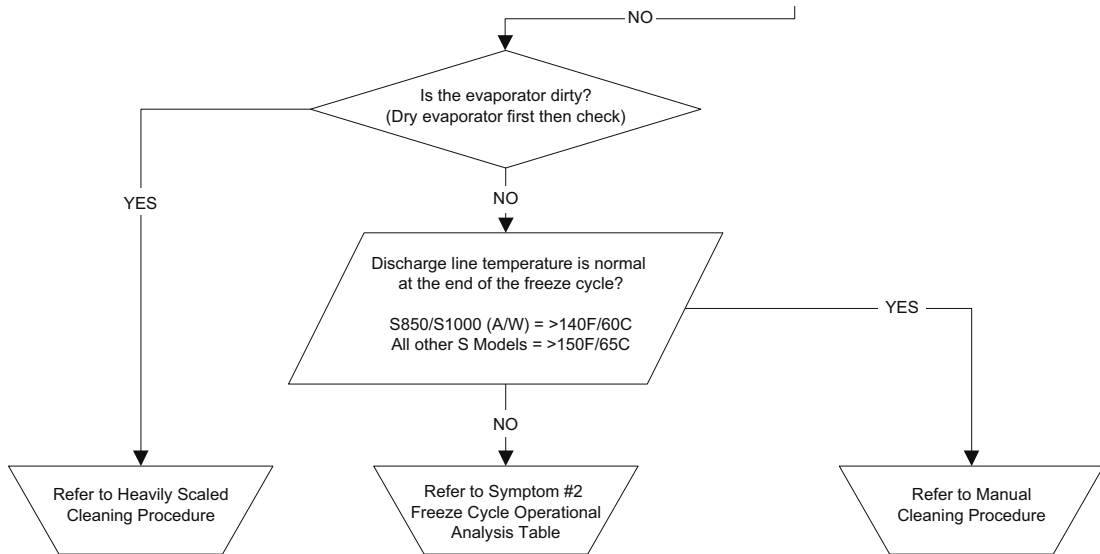 NO
Is the evaporator dirty?
(Dry evaporator first then check)
YES
NO
Discharge line temperature is normal
at the end of the freeze cycle?
S850/S1000 (A/W) = >140F/60C
All other S Models = >150F/65C
YES
NO
Refer to Heavily Scaled
Cleaning Procedure
Refer to Symptom #2
Freeze Cycle Operational
Analysis Table
Refer to Manual
Cleaning Procedure